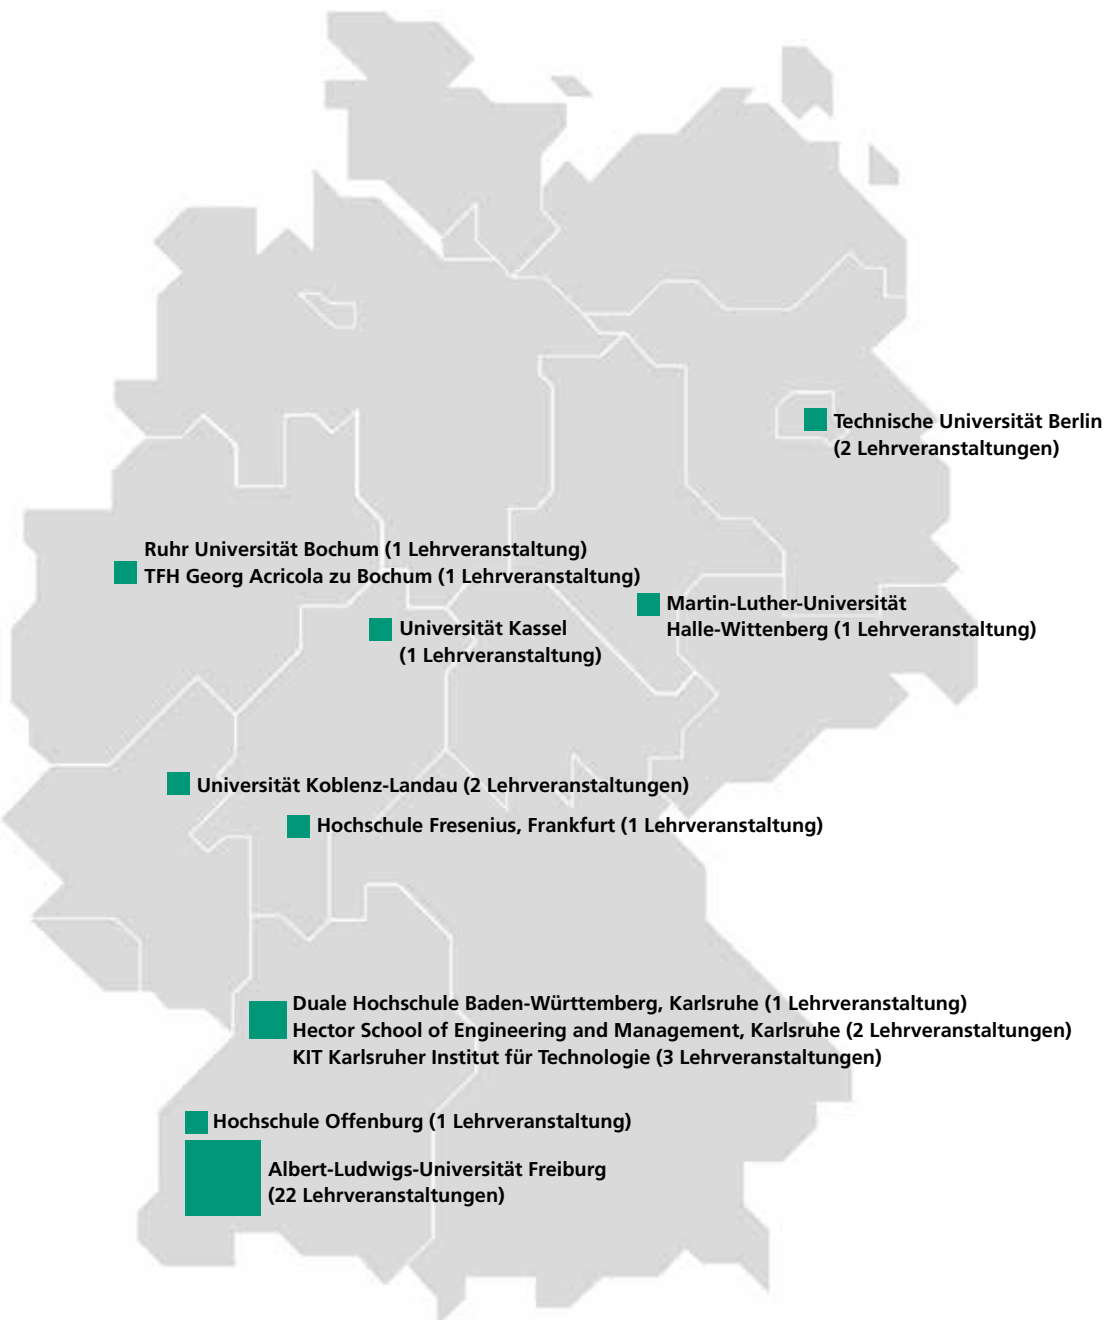 Technische Universität Berlin
(2 Lehrveranstaltungen)
Ruhr Universität Bochum (1 Lehrveranstaltung)
TFH Georg Acricola zu Bochum (1 Lehrveranstaltung)
Martin-Luther-Universität
Halle-Wittenberg (1 Lehrveranstaltung)
Universität Kassel
(1 Lehrveranstaltung)
Universität Koblenz-Landau (2 Lehrveranstaltungen)
Hochschule Fresenius, Frankfurt (1 Lehrveranstaltung)
Duale Hochschule Baden-Württemberg, Karlsruhe (1 Lehrveranstaltung)
Hector School of Engineering and Management, Karlsruhe (2 Lehrveranstaltungen)
KIT Karlsruher Institut für Technologie (3 Lehrveranstaltungen)
Hochschule Offenburg (1 Lehrveranstaltung)
Albert-Ludwigs-Universität Freiburg
(22 Lehrveranstaltungen)